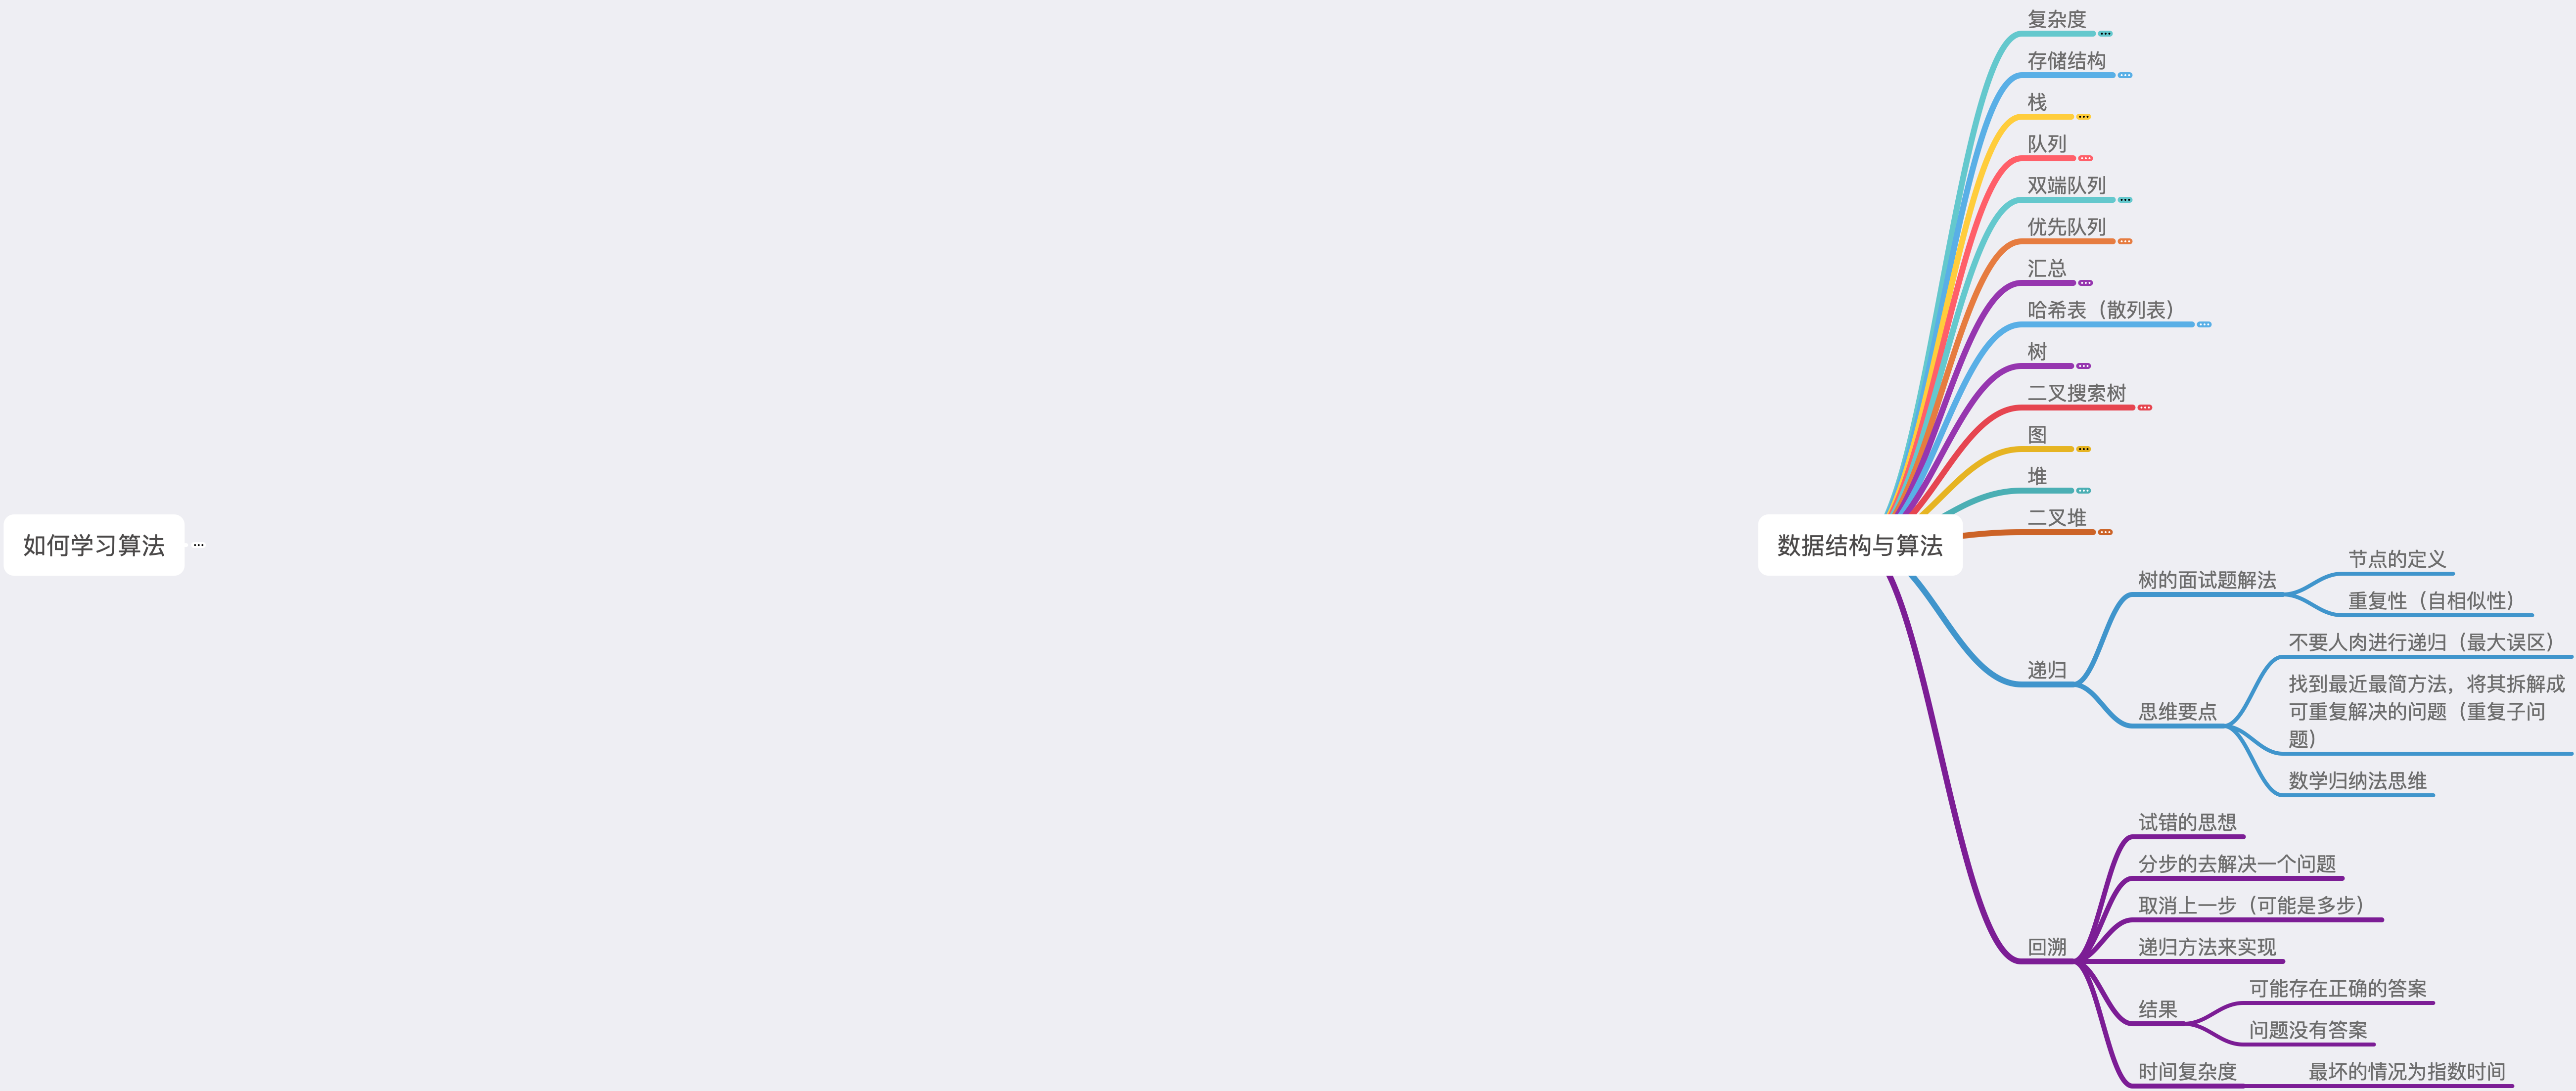 如何学习算法
数据结构与算法
复杂度
存储结构
栈
队列
双端队列
优先队列
汇总
哈希表（散列表）
树
二叉搜索树
图
堆
二叉堆
递归
树的面试题解法
节点的定义
重复性（自相似性）
思维要点
不要人肉进行递归（最大误区）
找到最近最简方法，将其拆解成
可重复解决的问题（重复子问
题）
数学归纳法思维
回溯
试错的思想
分步的去解决一个问题
取消上一步（可能是多步）
递归方法来实现
结果
可能存在正确的答案
问题没有答案
时间复杂度
最坏的情况为指数时间